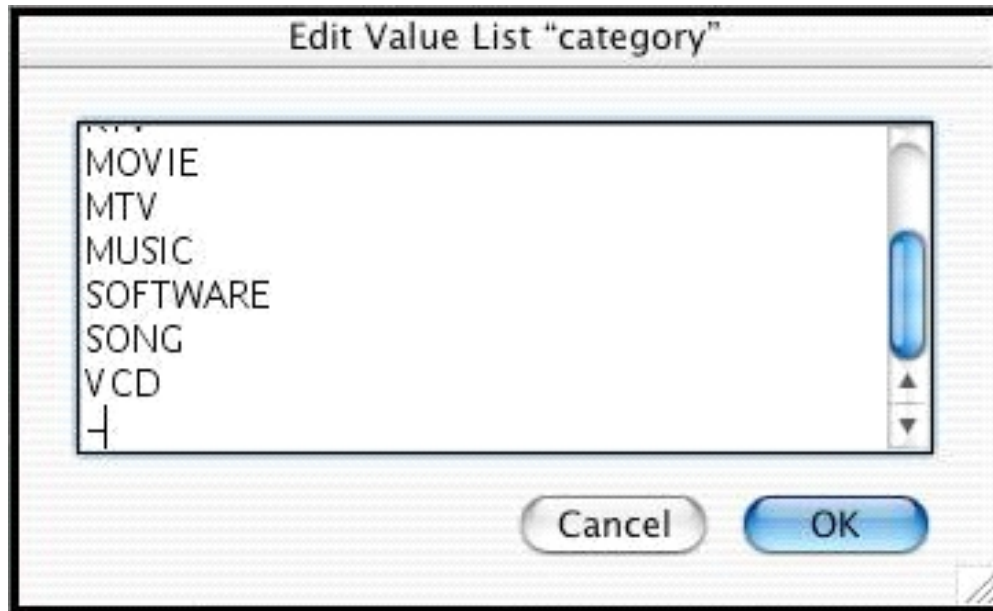 Edit Value List “category”
MOVIE
MTV
MUSIC
SOFTWARE
SONG
VCD
-
Cancel
OK